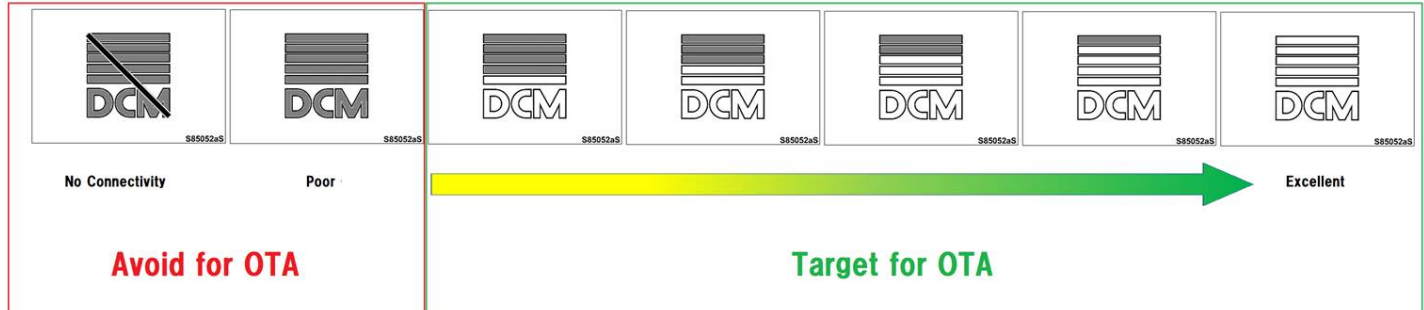 DCM
S85052aS
DCM
S85052aS
DCM
S85052aS
DCM
S85052aS
DCM
S85052aS
DCM
S85052aS
DCM
S85052aS
No Connectivity
Poor
Excellent
Avoid for OTA
Target for OTA